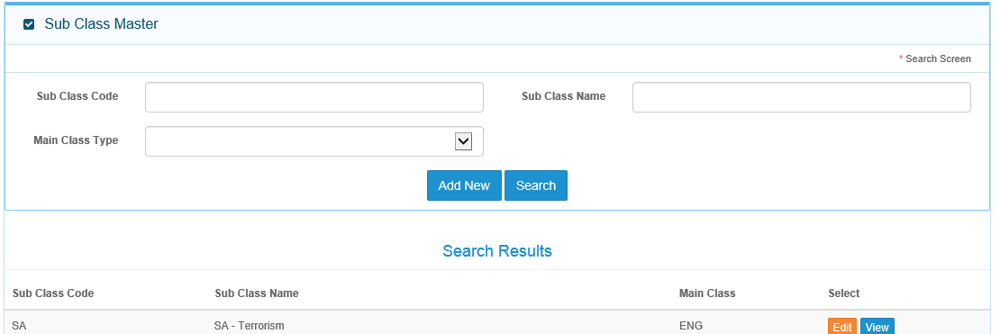 Sub Class Master
* Search Screen
Sub Class Code Sub Class Name
Main Class Type
Add New Search
Search Results
Sub Class Code Sub Class Name Main Class Select
SA SA - Terrorism ENG Edit View